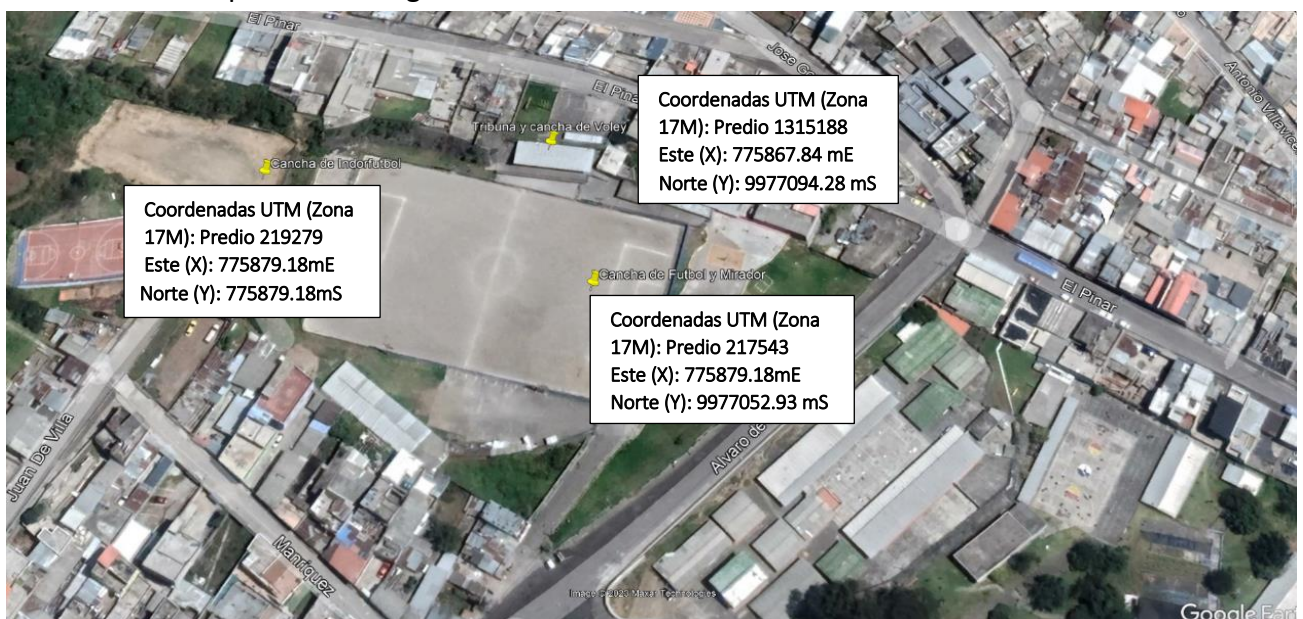 El Pinar
Jose
El Pinar
Antonio
Tribuna y cancha de Voley
Cancha de Indorfutbol
Coordenadas UTM (Zona
17M): Predio 1315188
Este (X): 775867.84 mE
Norte (Y): 9977094.28 mS
Coordenadas UTM (Zona
17M): Predio 219279
Este (X): 775879.18mE
Norte (Y): 775879.18mS
Cancha de Futbol y Mirador
El Pinar
Coordenadas UTM (Zona
17M): Predio 217543
Este (X): 775879.18mE
Norte (Y): 9977052.93 mS
Alvaro de
Juan De Villa
Manriquez
Image © 2023 Maxar Technologies
Google Eart